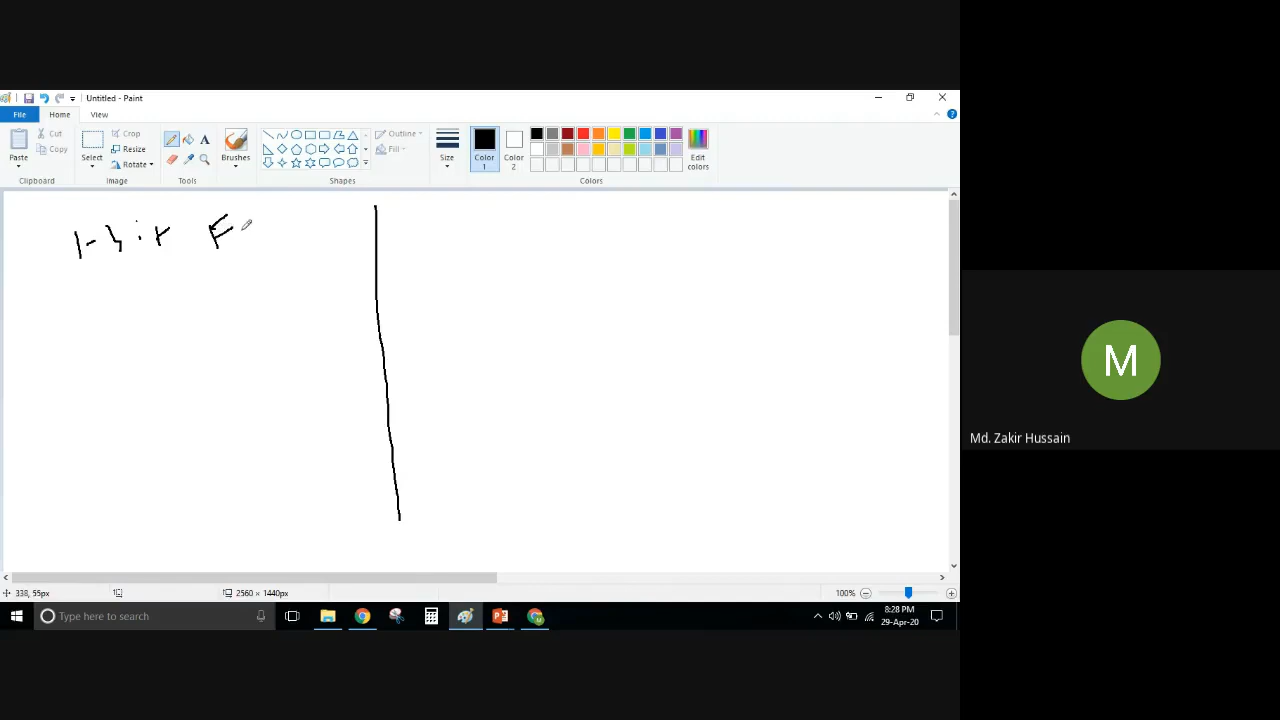 Untitled - Paint
File Home View
Paste
Cut
Copy
Clipboard
Select
Crop
Resize
Rotate
Image
A
Tools
Brushes
Shapes
Outline
Fill
Size
Color 1
Color 2
Edit colors
Colors
1-bit F
M
Md. Zakir Hussain
338, 55px
2560 × 1440px
100%
Type here to search
8:28 PM
29-Apr-20